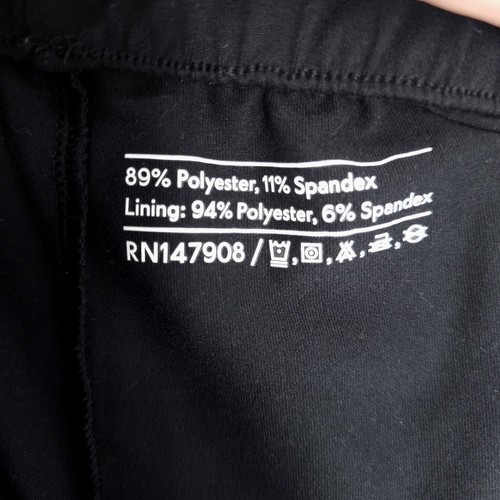 89% Polyester, 11% Spandex
Lining: 94% Polyester, 6% Spandex
RN147908 /